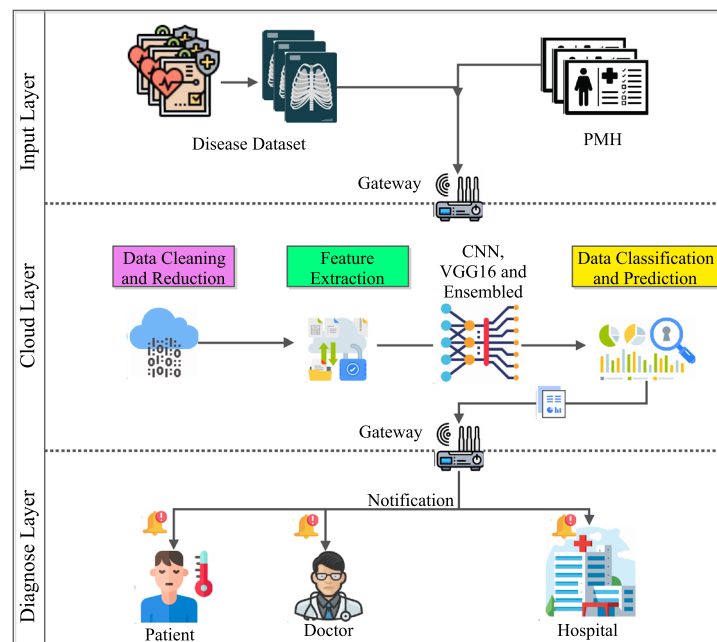 Input Layer
Disease Dataset
PMH
Gateway
Cloud Layer
Data Cleaning
and Reduction
Feature
Extraction
CNN,
VGG16 and
Ensembled
Data Classification
and Prediction
Gateway
Diagnose Layer
Notification
Patient
Doctor
Hospital